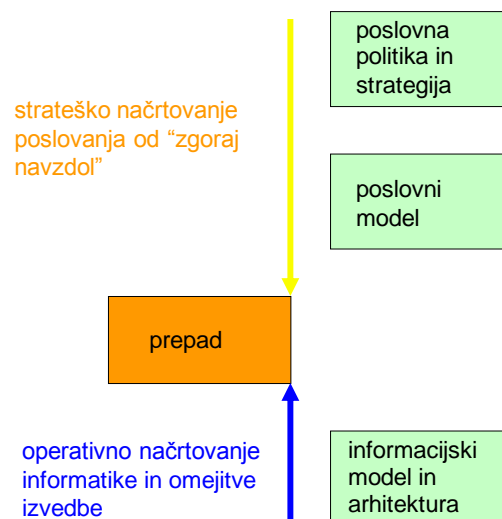 poslovna
politika in
strategija
strateško načrtovanje
poslovanja od “zgoraj
navzdol”
poslovni
model
prepad
operativno načrtovanje
informatike in omejitve
izvedbe
informacijski
model in
arhitektura